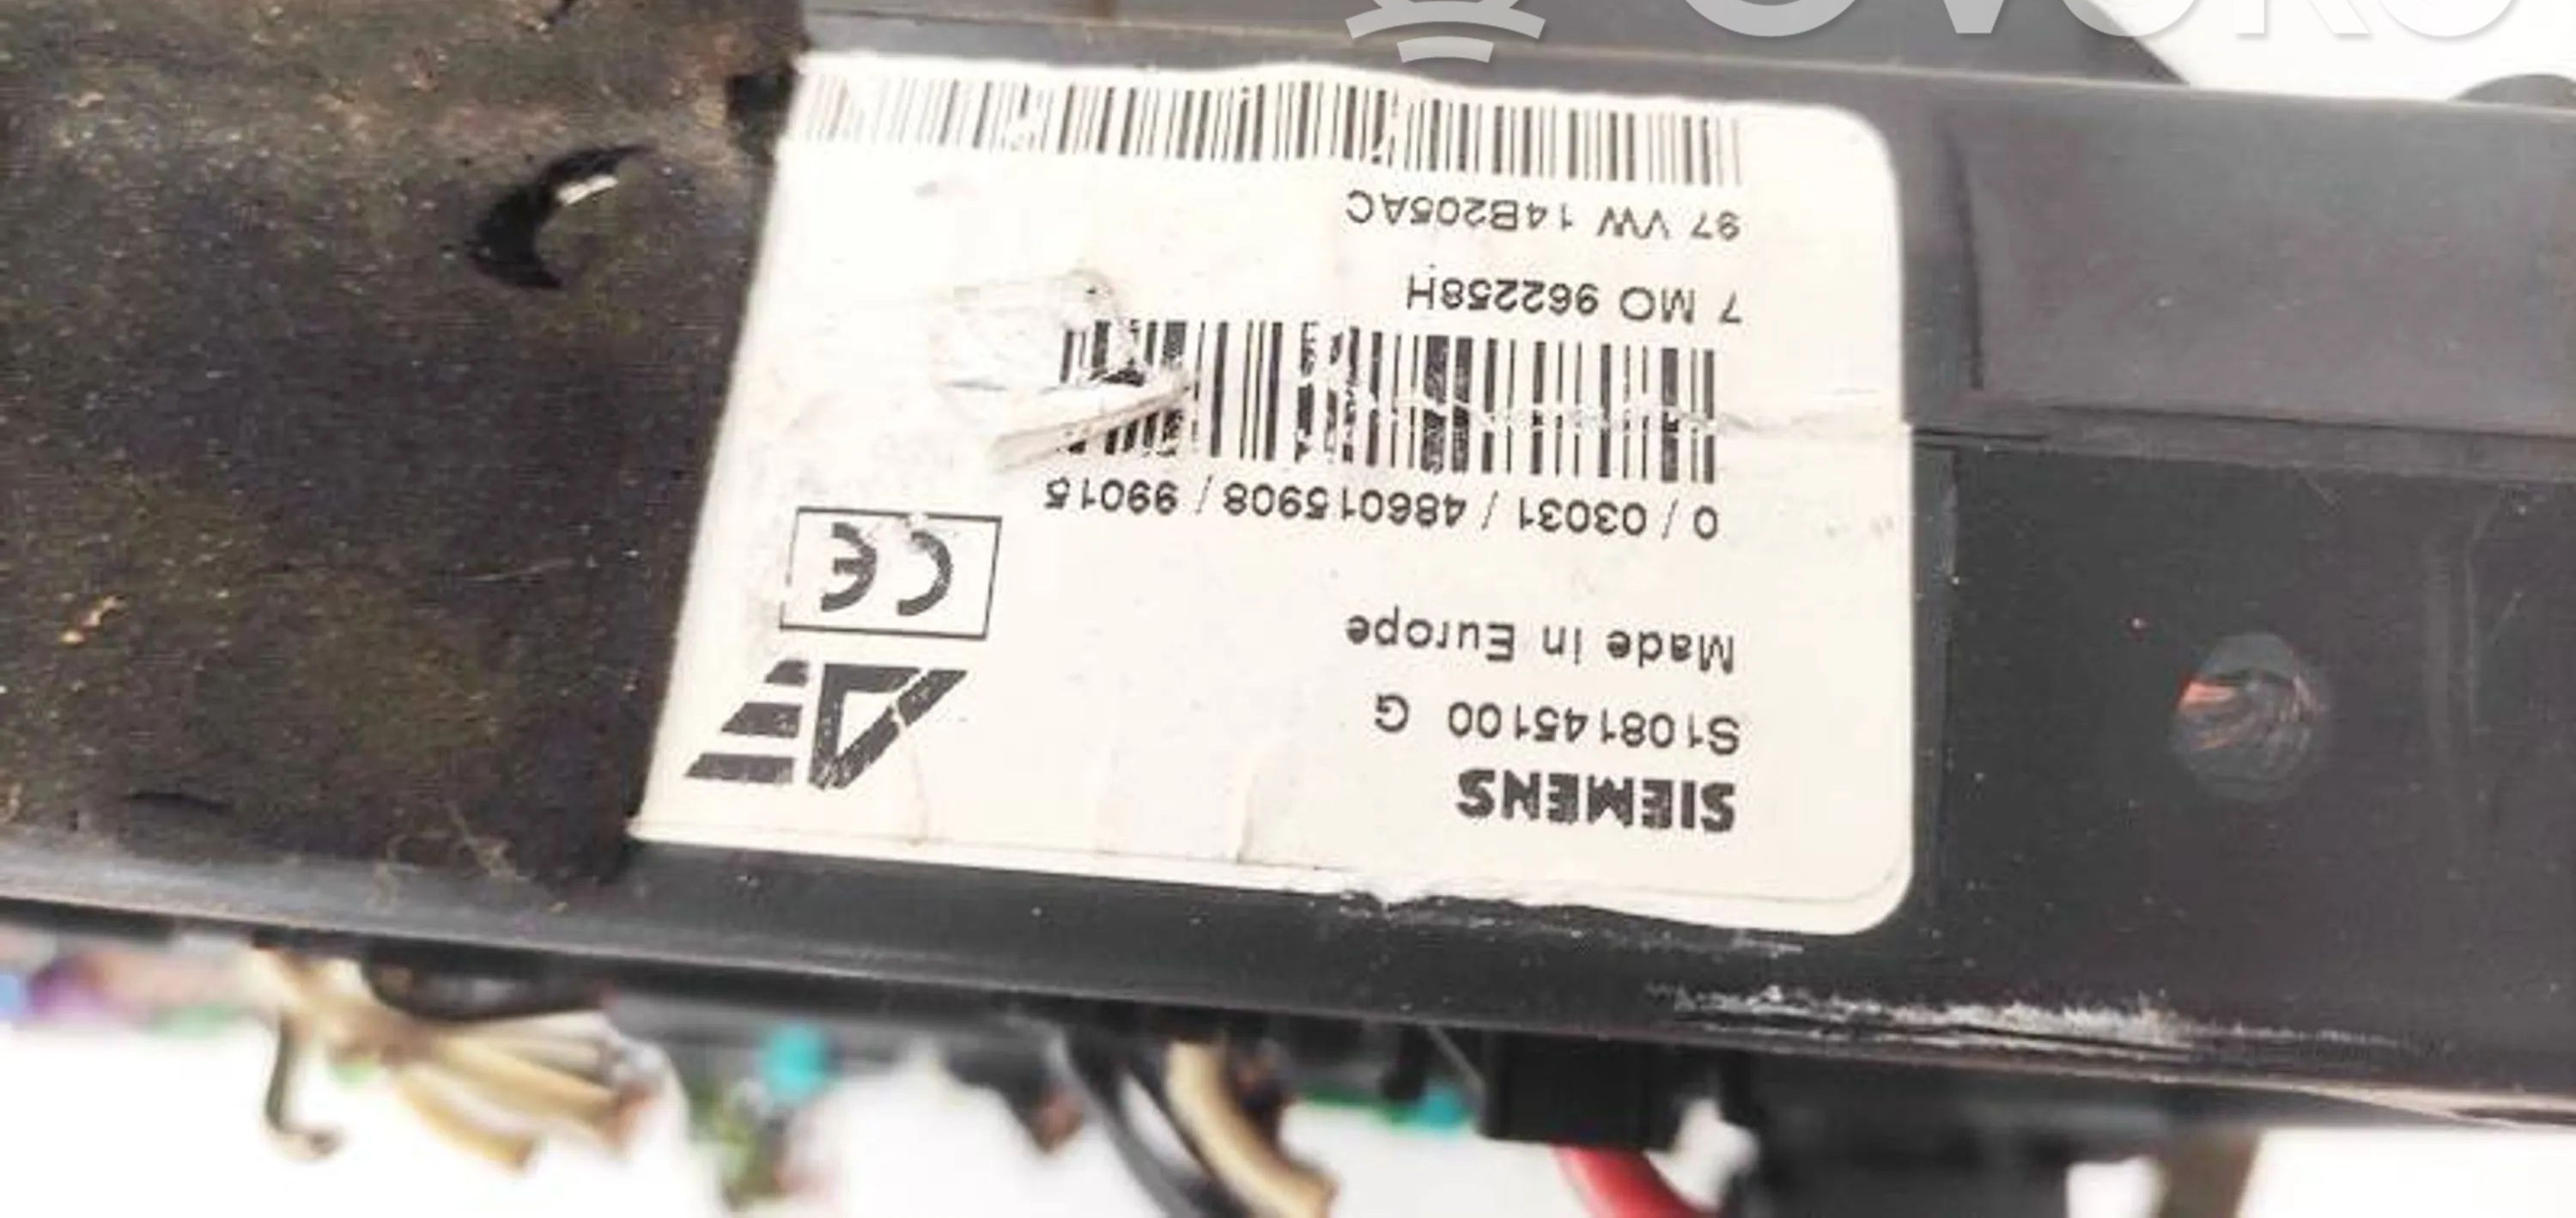 SIEMENS
S108145100 G
Made in Europe
CE
0 / 03031 / 486015908 / 99015
7 MO 962258H
97 VW 14B205AC